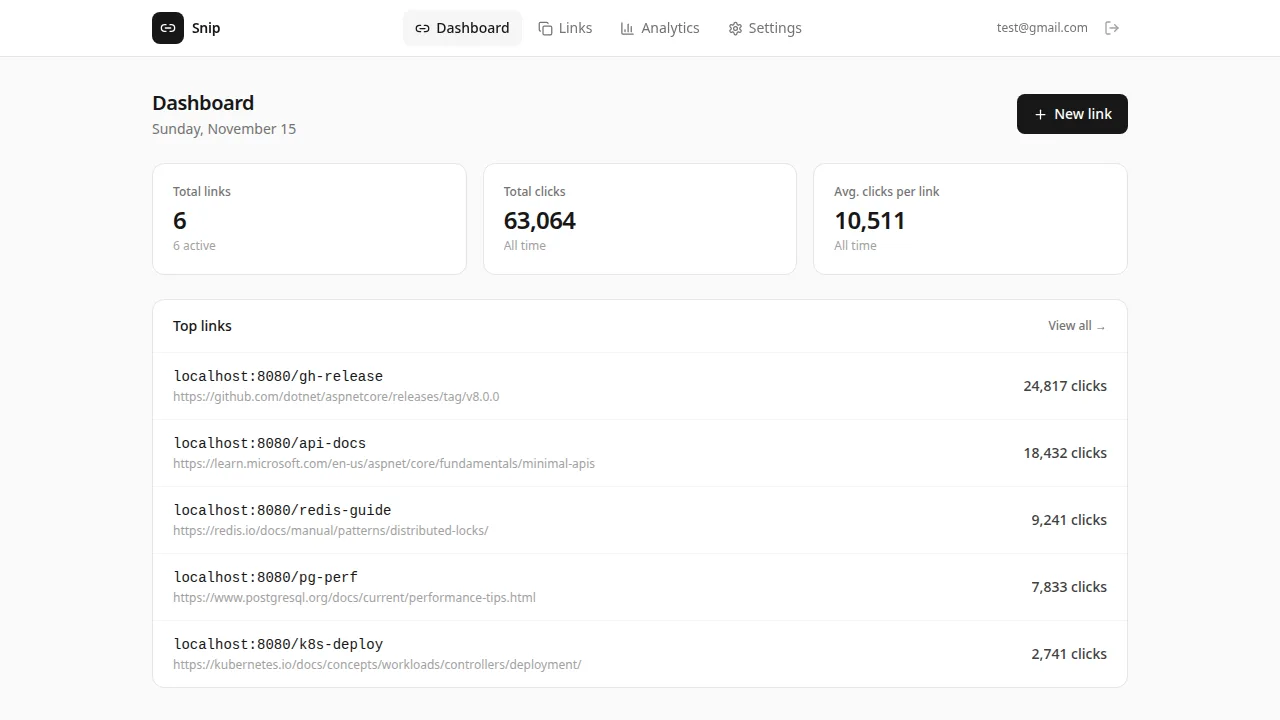 Snip
Dashboard
Links
Analytics
Settings
test@gmail.com
Dashboard
Sunday, November 15
New link
Total links
6
6 active
Total clicks
63,064
All time
Avg. clicks per link
10,511
All time
Top links
View all →
localhost:8080/gh-release
https://github.com/dotnet/aspnetcore/releases/tag/v8.0.0
24,817 clicks
localhost:8080/api-docs
https://learn.microsoft.com/en-us/aspnet/core/fundamentals/minimal-apis
18,432 clicks
localhost:8080/redis-guide
https://redis.io/docs/manual/patterns/distributed-locks/
9,241 clicks
localhost:8080/pg-perf
https://www.postgresql.org/docs/current/performance-tips.html
7,833 clicks
localhost:8080/k8s-deploy
https://kubernetes.io/docs/concepts/workloads/controllers/deployment/
2,741 clicks